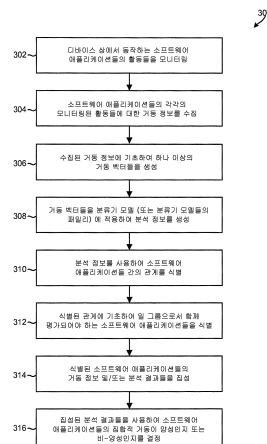 30
302
디바이스 상에서 동작하는 소프트웨어
애플리케이션들의 활동들을 모니터링
304
소프트웨어 애플리케이션들의 각각의
모니터링된 활동들에 대한 거동 정보를 수집
306
수집된 거동 정보에 기초하여 하나 이상의
거동 벡터들을 생성
308
거동 벡터들을 분류기 모델 (또는 분류기 모델들의
패밀리) 에 적용하여 분석 정보를 생성
310
분석 정보를 사용하여 소프트웨어
애플리케이션들 간의 관계를 식별
312
식별된 관계에 기초하여 일 그룹으로서 함께
평가되어야 하는 소프트웨어 애플리케이션들을 식별
314
식별된 소프트웨어 애플리케이션들의
거동 정보 및/또는 분석 결과들을 집성
316
집성된 분석 결과들을 사용하여 소프트웨어
애플리케이션들의 집합적 거동이 양성인지 또는
비-양성인지를 결정